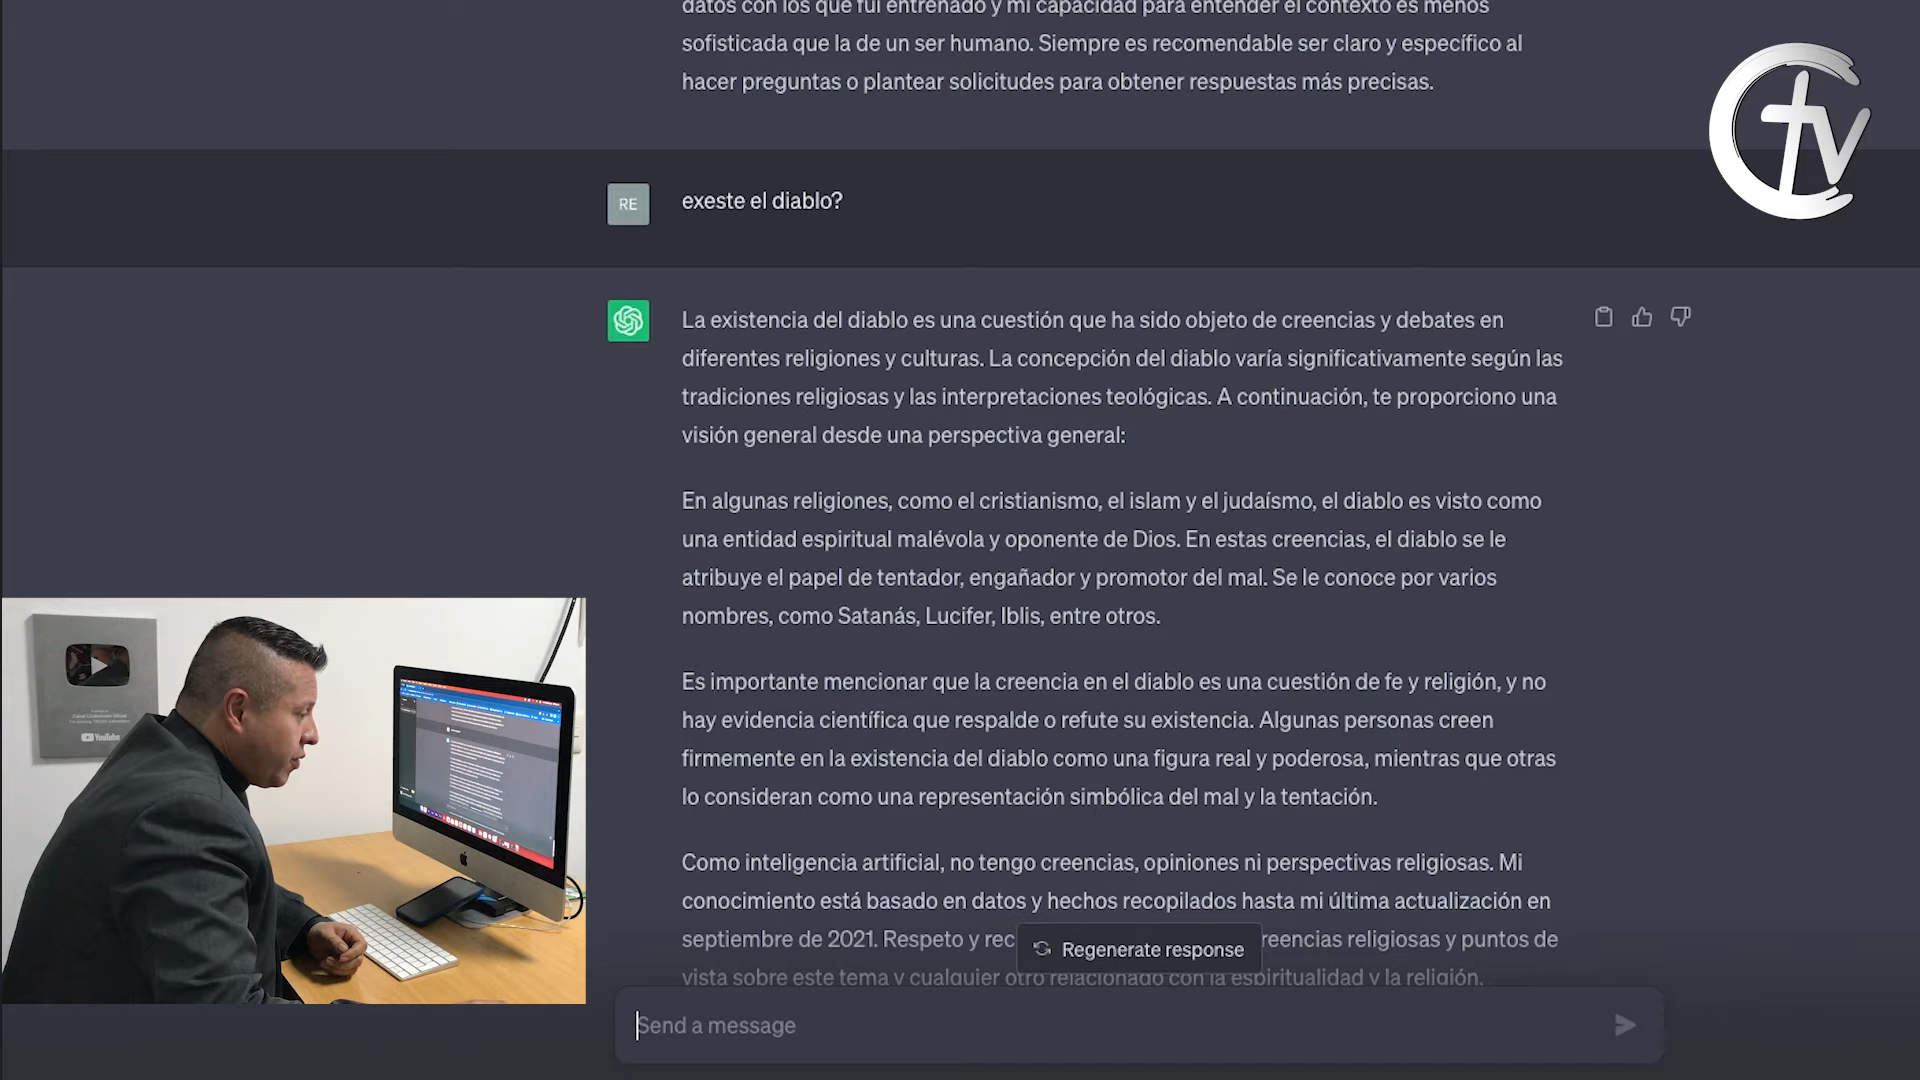 datos con los que fui entrenado y mi capacidad para entender el contexto es menos
sofisticada que la de un ser humano. Siempre es recomendable ser claro y específico al
hacer preguntas o plantear solicitudes para obtener respuestas más precisas.
TV
RE
exeste el diablo?
La existencia del diablo es una cuestión que ha sido objeto de creencias y debates en
diferentes religiones y culturas. La concepción del diablo varía significativamente según las
tradiciones religiosas y las interpretaciones teológicas. A continuación, te proporciono una
visión general desde una perspectiva general:
En algunas religiones, como el cristianismo, el islam y el judaísmo, el diablo es visto como
una entidad espiritual malévola y oponente de Dios. En estas creencias, el diablo se le
atribuye el papel de tentador, engañador y promotor del mal. Se le conoce por varios
nombres, como Satanás, Lucifer, Iblis, entre otros.
Es importante mencionar que la creencia en el diablo es una cuestión de fe y religión, y no
hay evidencia científica que respalde o refute su existencia. Algunas personas creen
firmemente en la existencia del diablo como una figura real y poderosa, mientras que otras
lo consideran como una representación simbólica del mal y la tentación.
Como inteligencia artificial, no tengo creencias, opiniones ni perspectivas religiosas. Mi
conocimiento está basado en datos y hechos recopilados hasta mi última actualización en
septiembre de 2021. Respeto y rec
reencias religiosas y puntos de
Regenerate response
vista sobre este tema y cualquier otro relacionado con la espiritualidad y la religión.
Send a message
YouTube